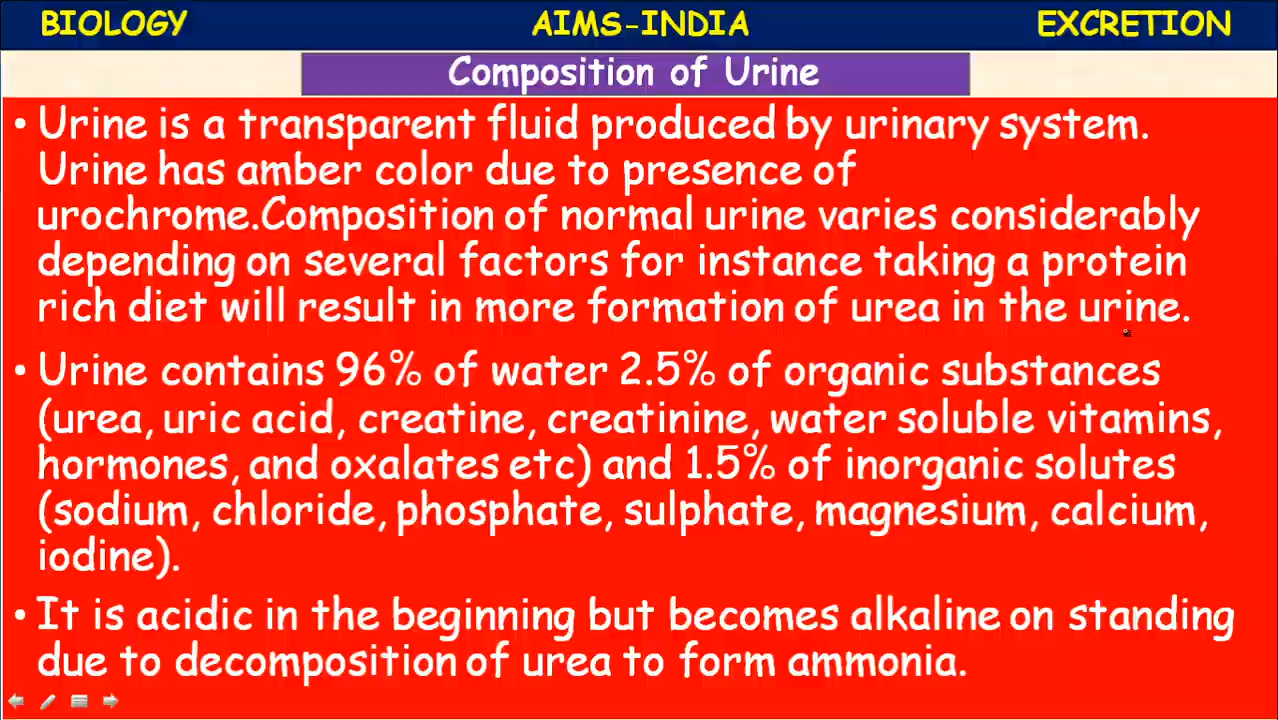 BIOLOGY AIMS-INDIA EXCRETION
Composition of Urine
• Urine is a transparent fluid produced by urinary system.
Urine has amber color due to presence of
urochrome.Composition of normal urine varies considerably
depending on several factors for instance taking a protein
rich diet will result in more formation of urea in the urine.
• Urine contains 96% of water 2.5% of organic substances
(urea, uric acid, creatine, creatinine, water soluble vitamins,
hormones, and oxalates etc) and 1.5% of inorganic solutes
(sodium, chloride, phosphate, sulphate, magnesium, calcium,
iodine).
• It is acidic in the beginning but becomes alkaline on standing
due to decomposition of urea to form ammonia.